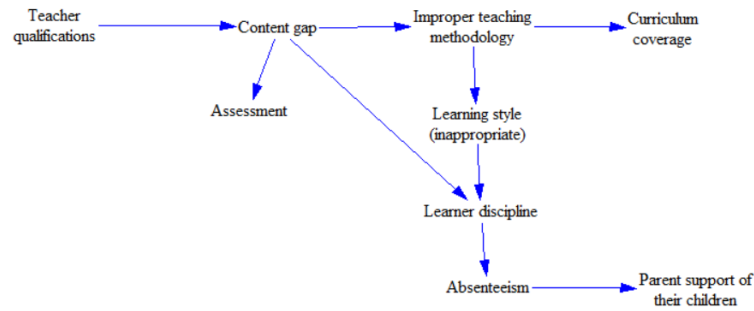 Teacher
qualifications
Content gap
Improper teaching
methodology
Curriculum
coverage
Assessment
Learning style
(inappropriate)
Learner discipline
Absenteeism
Parent support of
their children